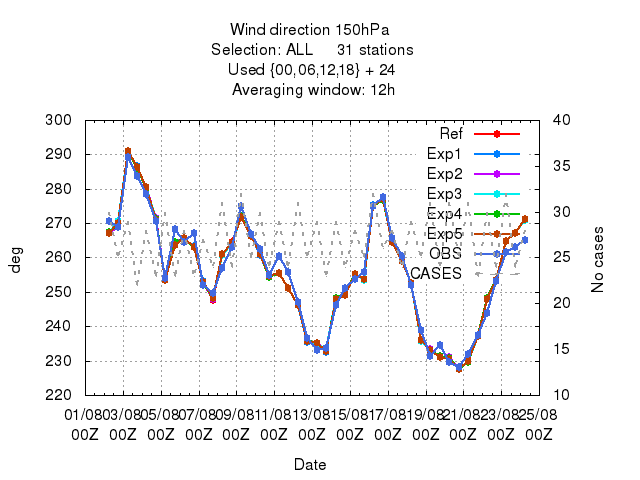 Wind direction 150hPa
Selection: ALL 31 stations
Used {00,06,12,18} + 24
Averaging window: 12h
300 40
290 35
280
270 30
260 25
250
240 20
230 15
220 10
deg
No cases
Ref
Exp1
Exp2
Exp3
Exp4
Exp5
OBS
CASES
01/08 03/08 05/08 07/08 09/08 11/08 13/08 15/08 17/08 19/08 21/08 23/08 25/08
00Z 00Z 00Z 00Z 00Z 00Z 00Z 00Z 00Z 00Z 00Z 00Z 00Z
Date